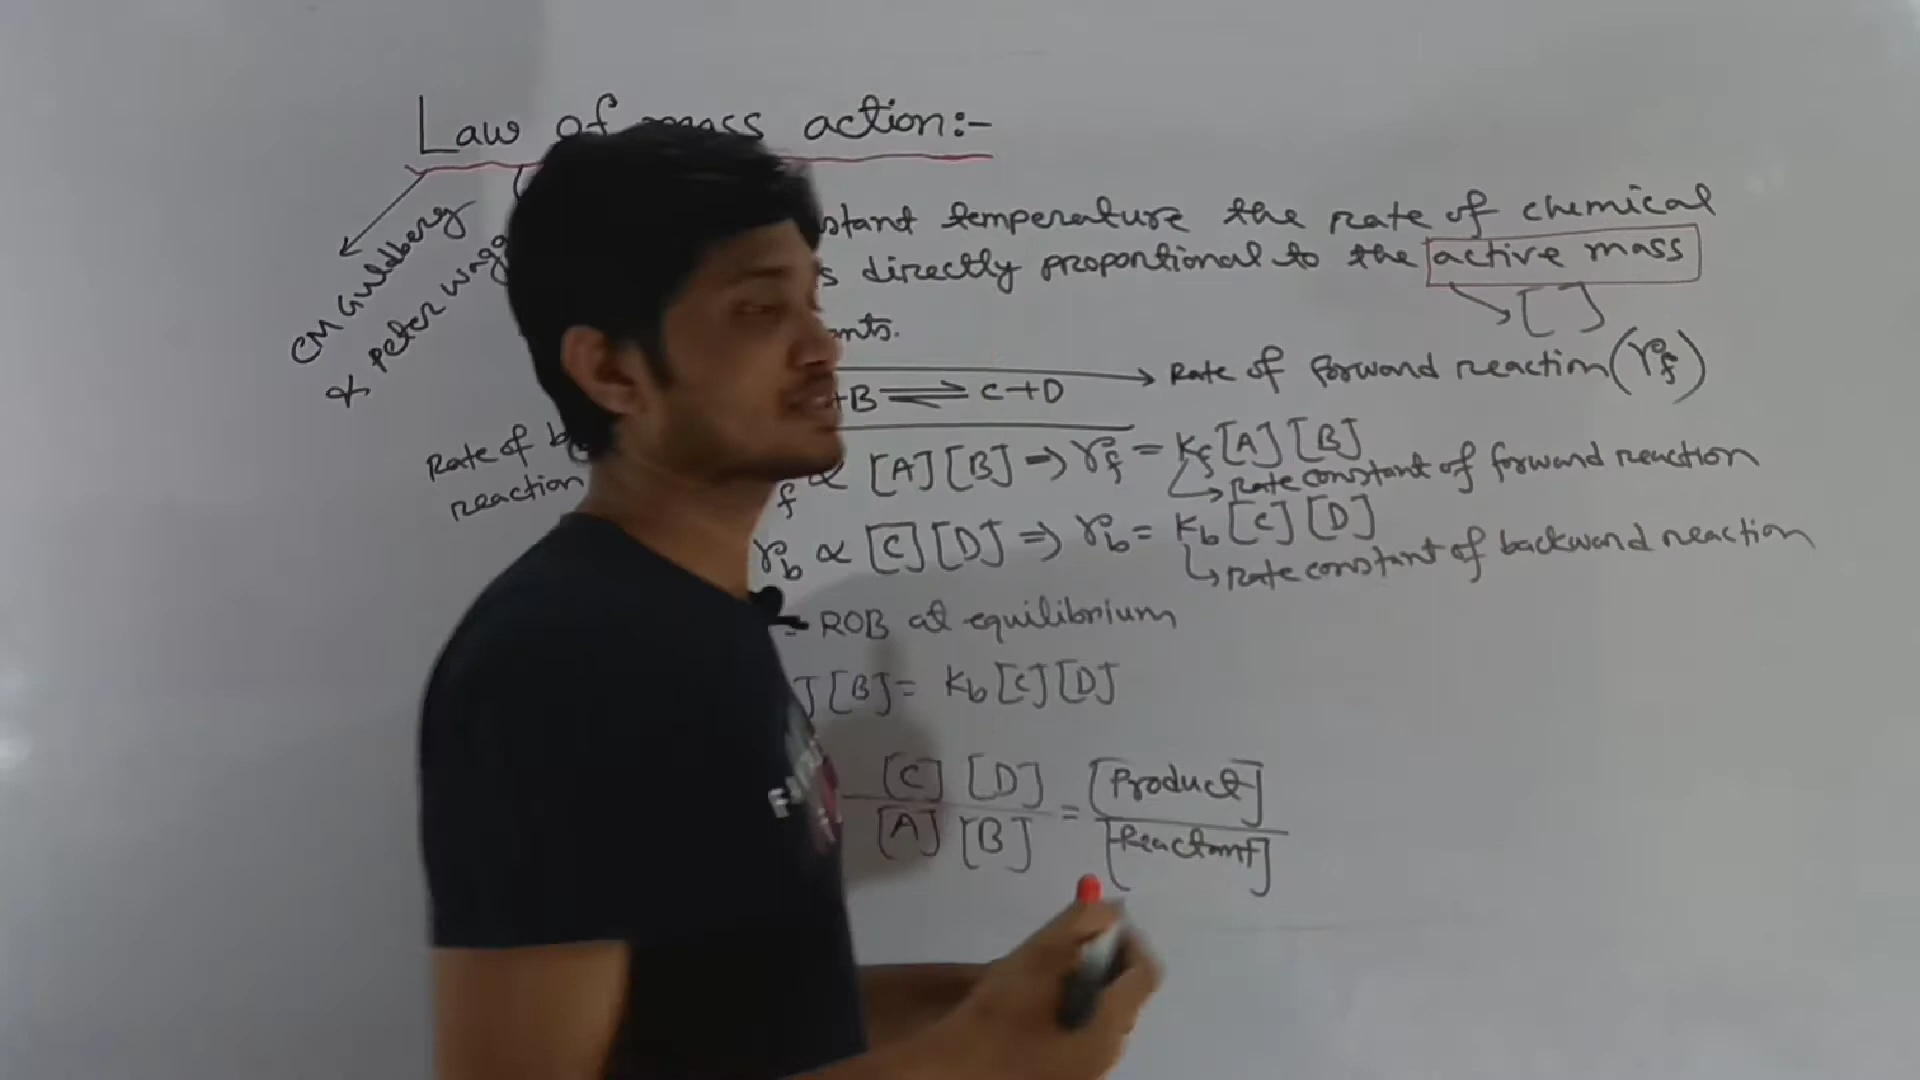 Law of mass action:-
CM Guldberg
& Peter
stant temperature the rate of chemical
s directly proportional to the active mass
[ ]
nts.
+B ⇌ C+D → Rate of forward reaction (r_f)
Rate of b
reaction
f ∝ [A][B] ⇒ r_f = K_f [A][B]
↳ Rate constant of forward reaction
r_b ∝ [C][D] ⇒ r_b = K_b [C][D]
↳ Rate constant of backward reaction
= ROB at equilibrium
][B] = K_b [C][D]
[C] [D] / [A] [B] = [Product] / [Reactant]